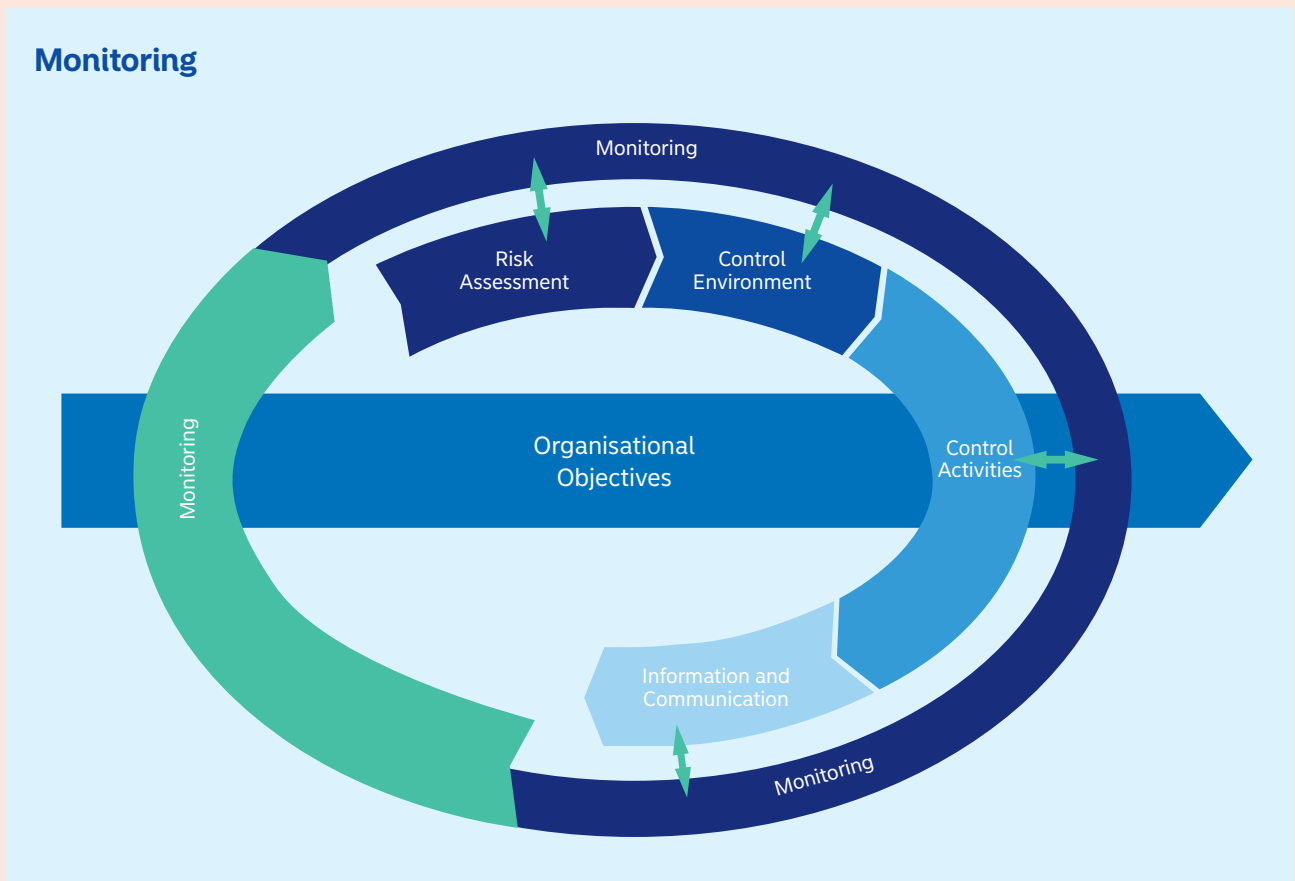 Monitoring
Monitoring
Risk
Assessment
Control
Environment
Monitoring
Organisational
Objectives
Control
Activities
Information and
Communication
Monitoring